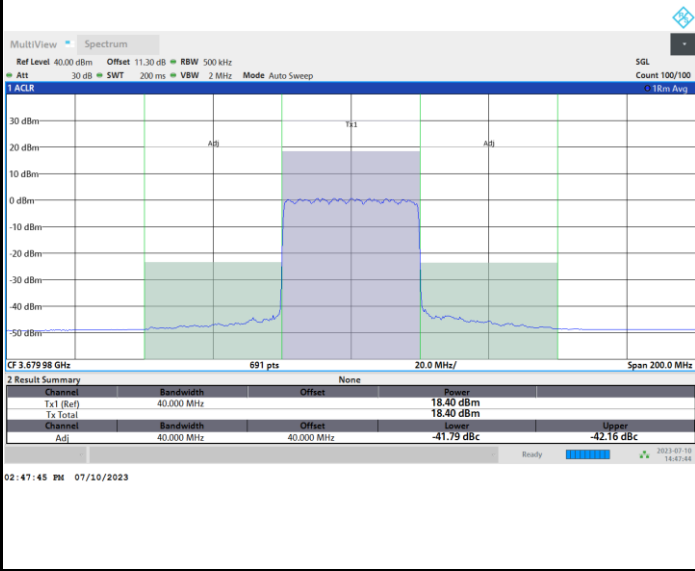 MultiView Spectrum
Ref Level 40.00 dBm Offset 11.30 dB RBW 500 kHz SGL
Att 30 dB SWT 200 ms VBW 2 MHz Mode Auto Sweep Count 100/100
1 ACLR 1Rm Avg
30 dBm
Tx1
20 dBm
Adj Adj
10 dBm
0 dBm
-10 dBm
-20 dBm
-30 dBm
-40 dBm
-50 dBm
CF 3.679 98 GHz 691 pts 20.0 MHz/ Span 200.0 MHz
2 Result Summary None
Channel Bandwidth Offset Power
Tx1 (Ref) 40.000 MHz 18.40 dBm
Tx Total 18.40 dBm
Channel Bandwidth Offset Lower Upper
Adj 40.000 MHz 40.000 MHz -41.79 dBc -42.16 dBc
Ready 2023-07-10
14:47:44
02:47:45 PM 07/10/2023